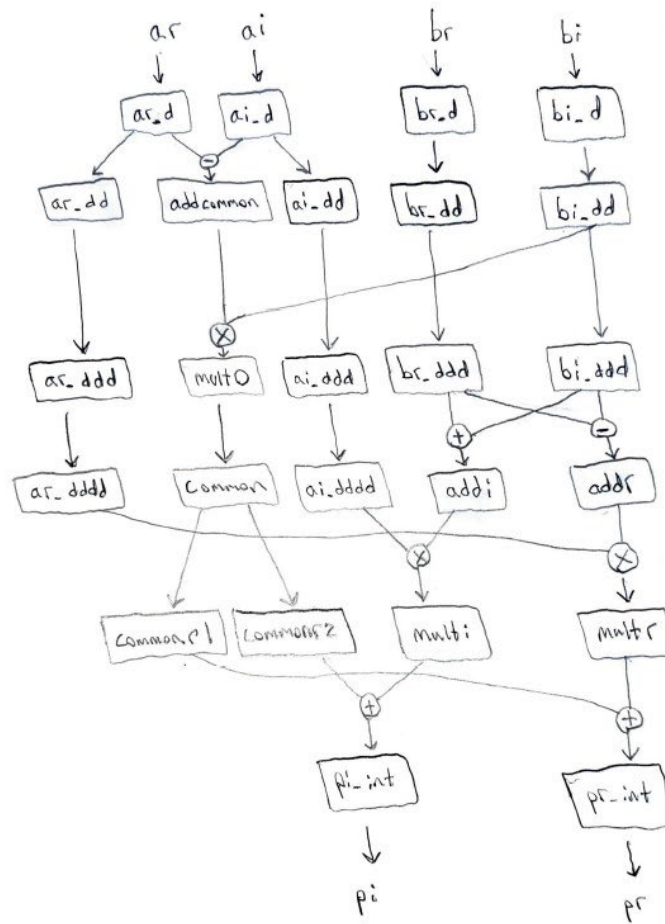 ar ai br bi
ar_d ai_d br_d bi_d
-
ar_dd addcommon ai_dd br_dd bi_dd
×
ar_ddd mult0 ai_ddd br_ddd bi_ddd
+ -
ar_dddd common ai_dddd addi addr
× ×
commonr1 commonr2 multi multr
+ +
pi_int pr_int
pi pr